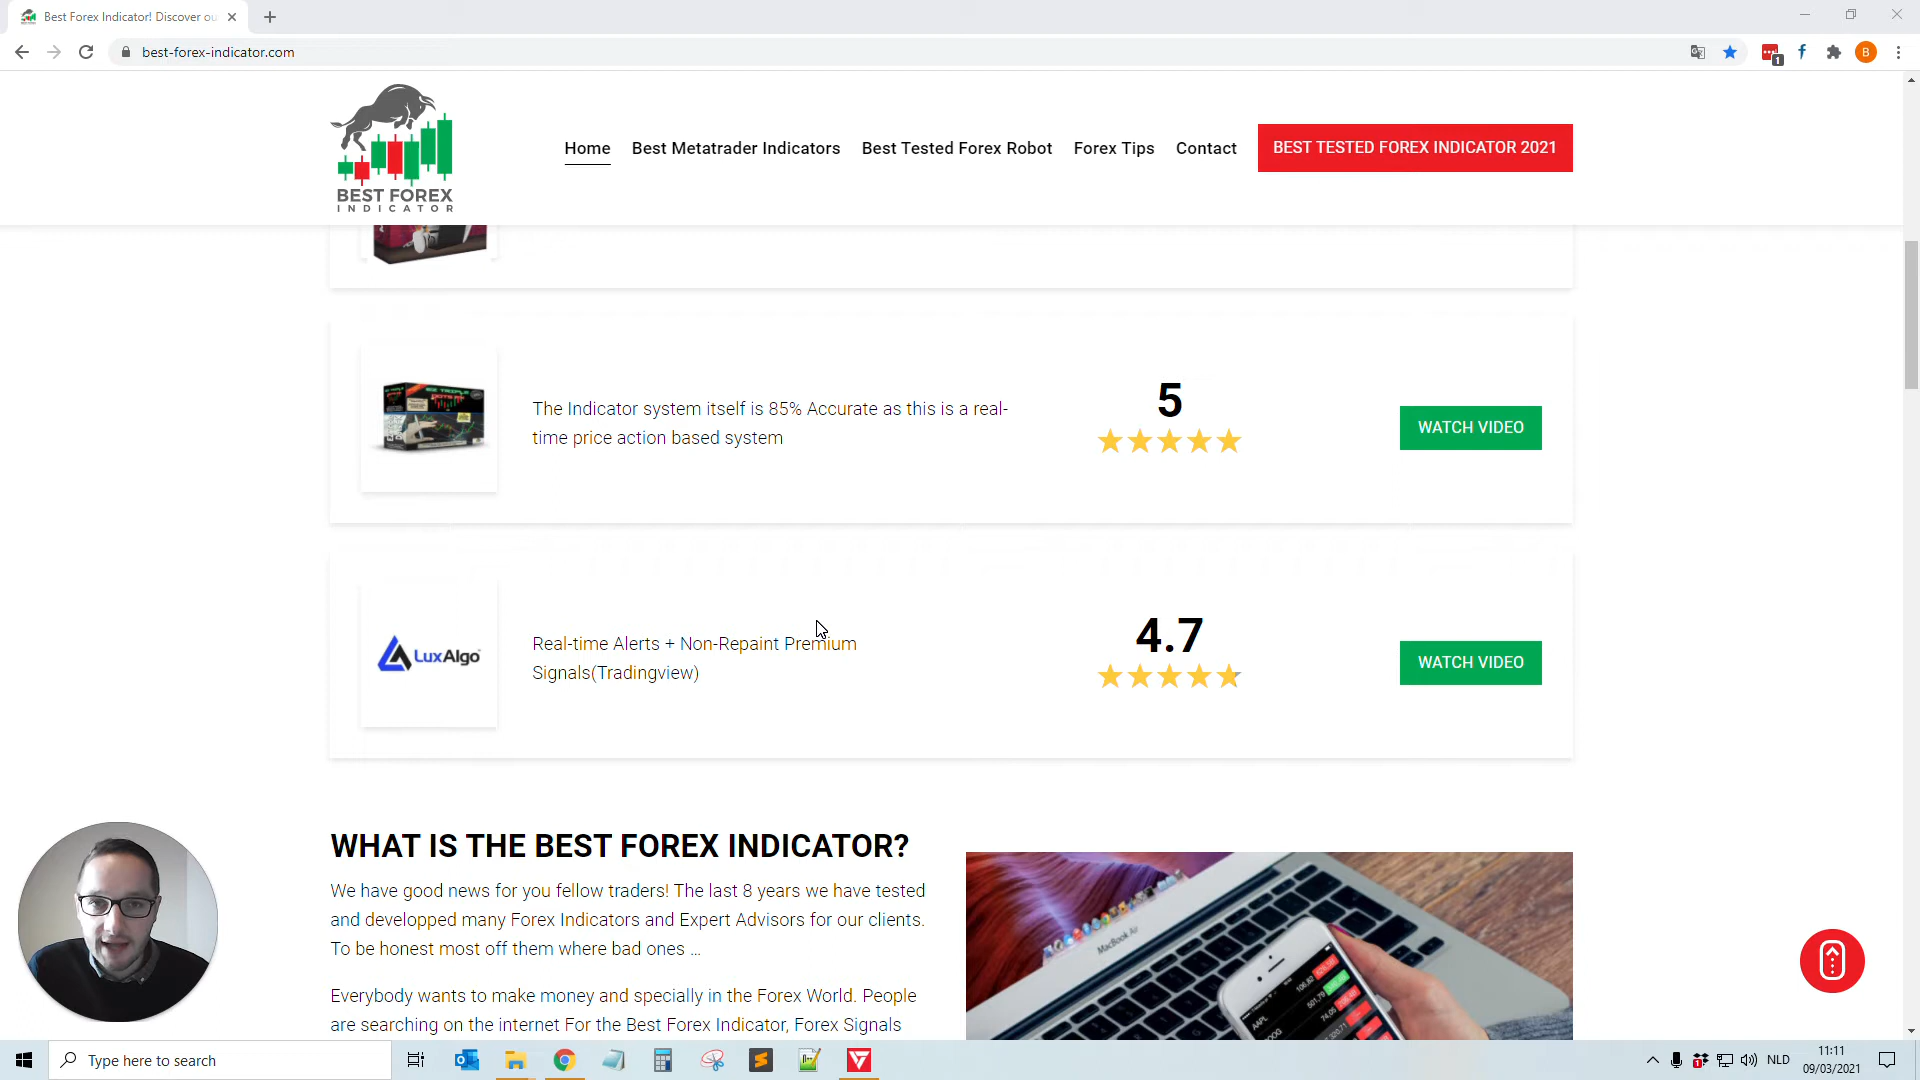 Best Forex Indicator! Discover ou
best-forex-indicator.com
1
B
BEST FOREX
INDICATOR
Home
Best Metatrader Indicators
Best Tested Forex Robot
Forex Tips
Contact
BEST TESTED FOREX INDICATOR 2021
The Indicator system itself is 85% Accurate as this is a real-
time price action based system
5
WATCH VIDEO
LuxAlgo
Real-time Alerts + Non-Repaint Premium
Signals(Tradingview)
4.7
WATCH VIDEO
WHAT IS THE BEST FOREX INDICATOR?
We have good news for you fellow traders! The last 8 years we have tested
and developped many Forex Indicators and Expert Advisors for our clients.
To be honest most off them where bad ones ...
Everybody wants to make money and specially in the Forex World. People
are searching on the internet For the Best Forex Indicator, Forex Signals
MacBook Air
AAPL
Type here to search
NLD
11:11
09/03/2021